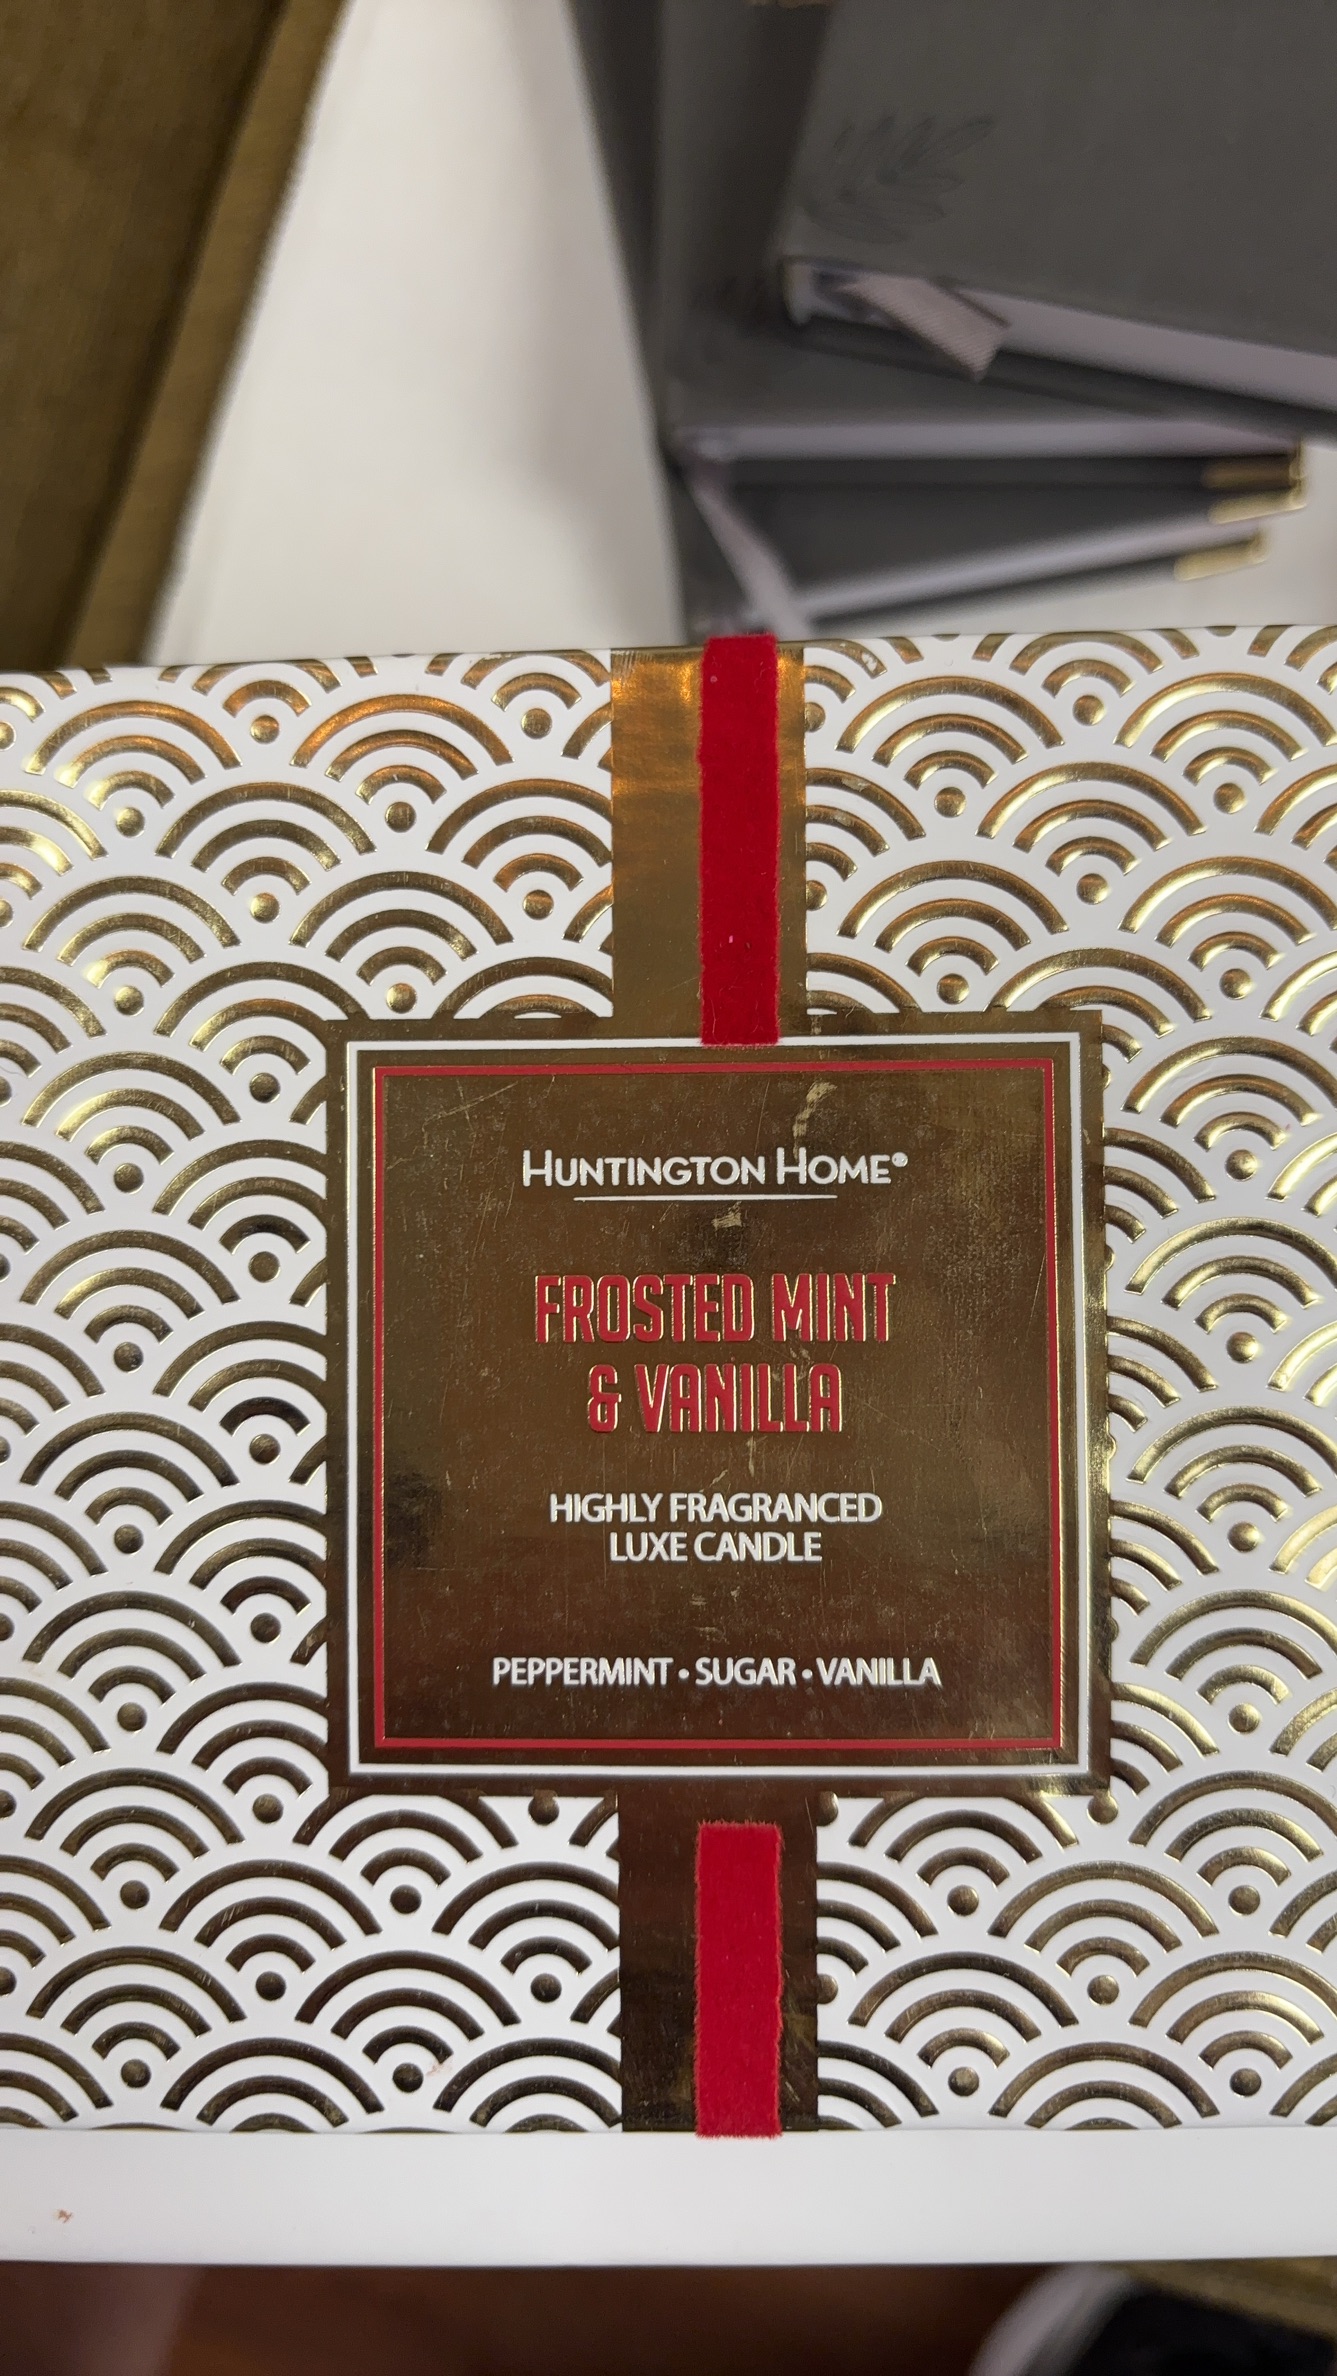 HUNTINGTON HOME®
FROSTED MINT
& VANILLA
HIGHLY FRAGRANCED
LUXE CANDLE
PEPPERMINT • SUGAR • VANILLA